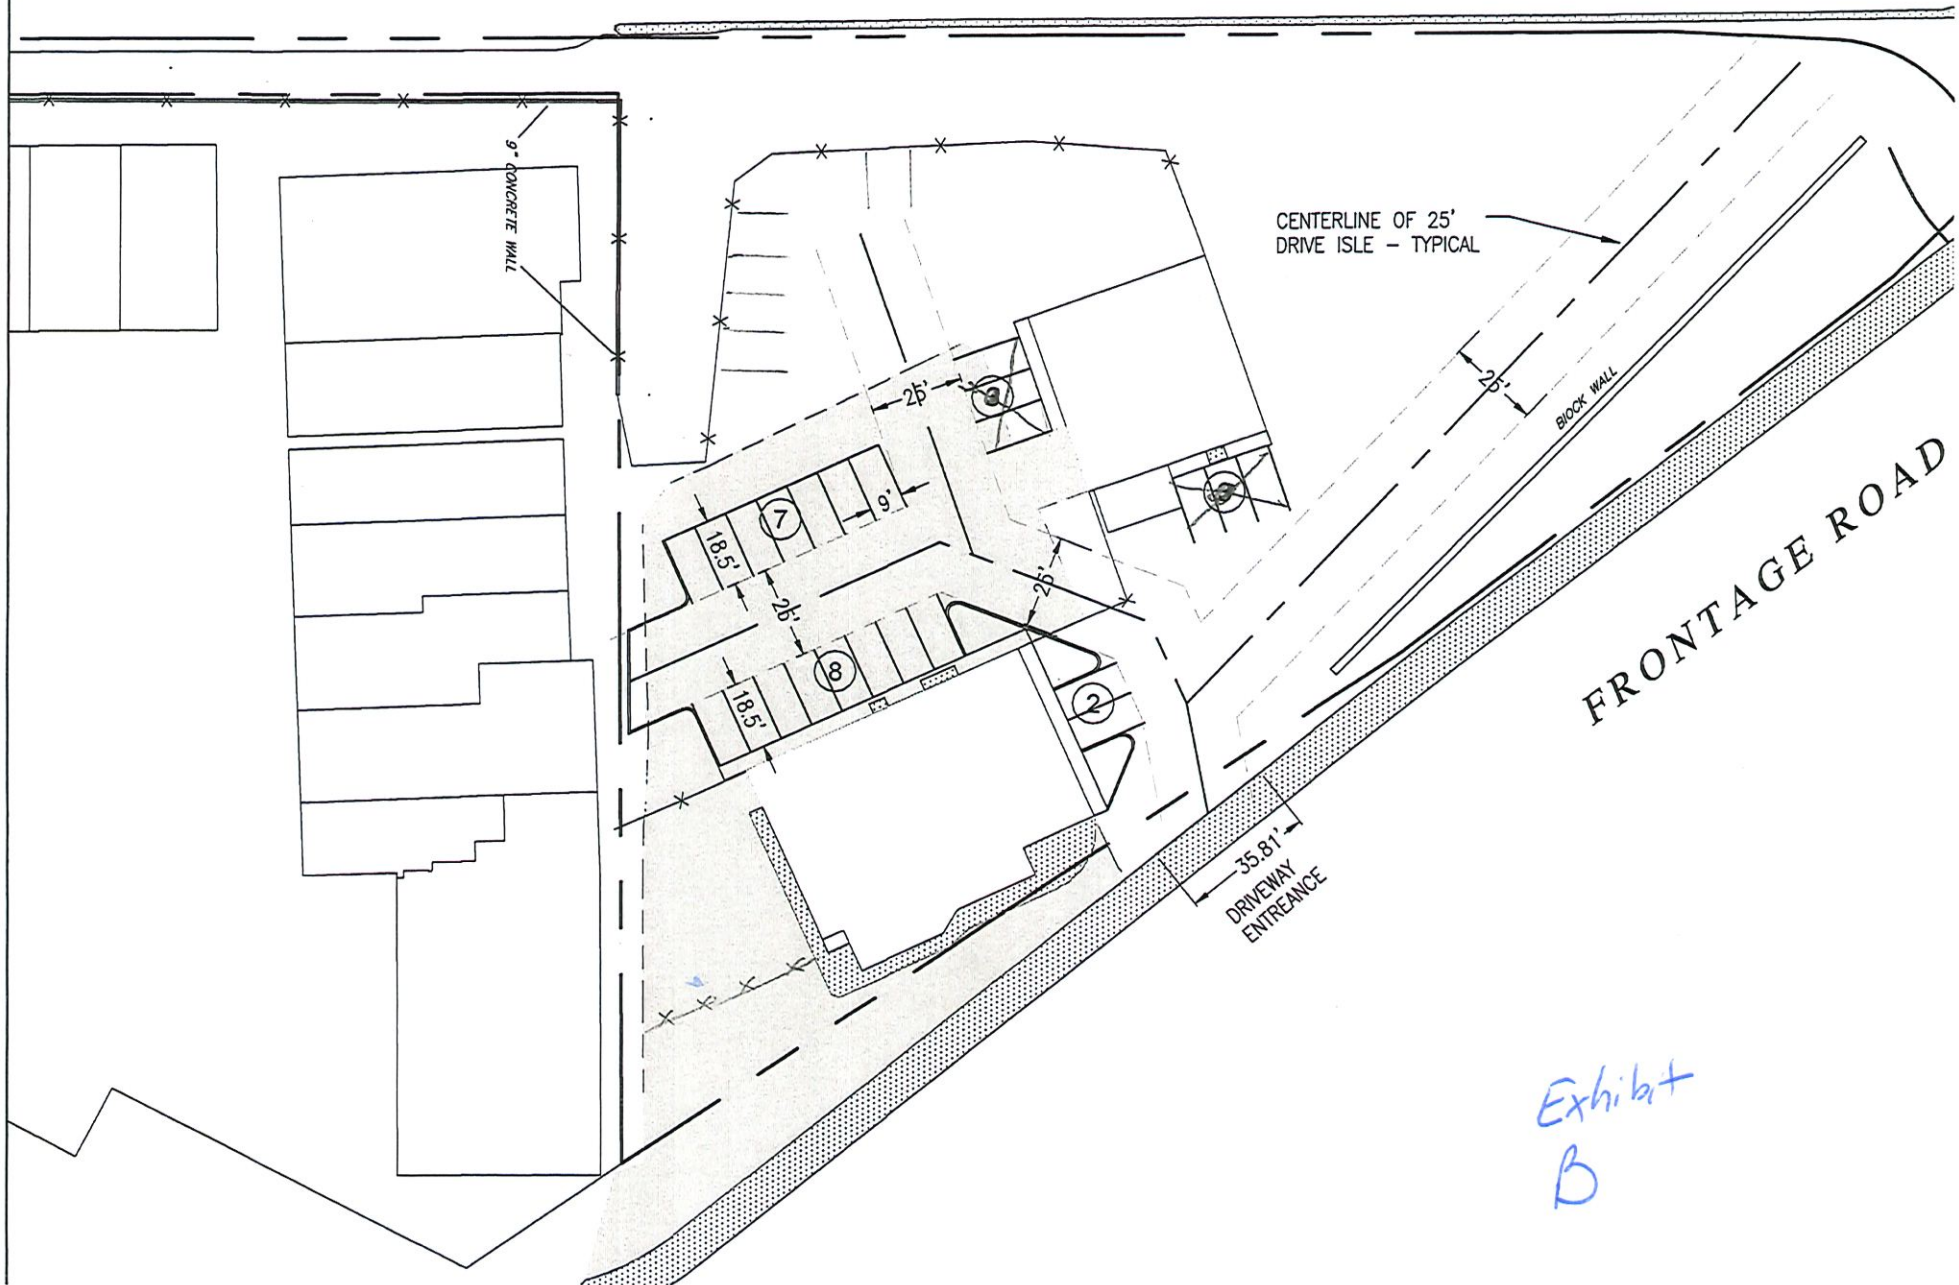 9" CONCRETE WALL
CENTERLINE OF 25'
DRIVE ISLE – TYPICAL
25'
25'
BlOCK WALL
FRONTAGE ROAD
7
9'
18.5'
25'
25'
8
18.5'
2
35.81'
DRIVEWAY
ENTREANCE
Exhibit
B